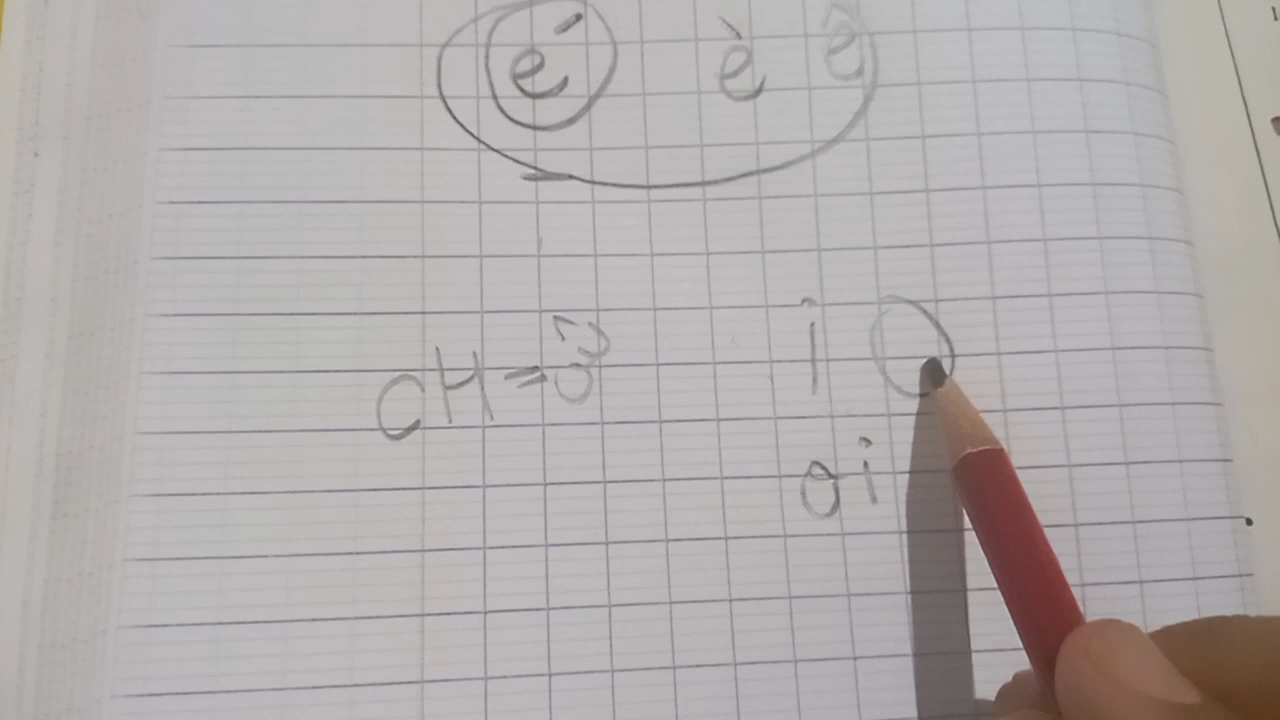 é è ê
CH = ش i O
oi